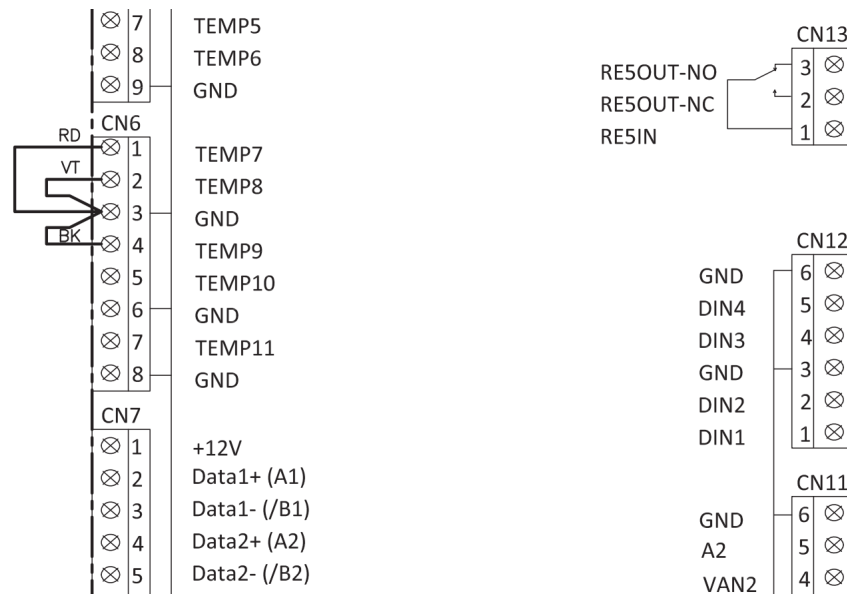 7 TEMP5
8 TEMP6
9 GND
CN6
RD 1 TEMP7
VT 2 TEMP8
3 GND
BK 4 TEMP9
5 TEMP10
6 GND
7 TEMP11
8 GND
CN7
1 +12V
2 Data1+ (A1)
3 Data1- (/B1)
4 Data2+ (A2)
5 Data2- (/B2)
CN13
RE5OUT-NO 3
RE5OUT-NC 2
RE5IN 1
CN12
GND 6
DIN4 5
DIN3 4
GND 3
DIN2 2
DIN1 1
CN11
GND 6
A2 5
VAN2 4